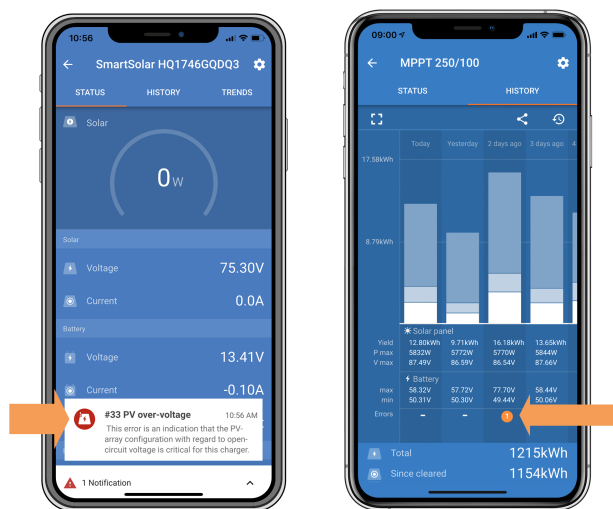 10:56
SmartSolar HQ1746GQDQ3
STATUS HISTORY TRENDS
Solar
0W
Solar
Voltage 75.30V
Current 0.0A
Battery
Voltage 13.41V
Current -0.10A
#33 PV over-voltage 10:56 AM
This error is an indication that the PV-
array configuration with regard to open-
circuit voltage is critical for this charger.
1 Notification
09:00
MPPT 250/100
STATUS HISTORY
Today Yesterday 2 days ago 3 days ago 4
17.58kWh
8.79kWh
Solar panel
Yield 12.80kWh 9.71kWh 16.18kWh 13.65kWh
P max 5832W 5772W 5770W 5844W
V max 87.49V 86.59V 86.54V 87.66V
Battery
max 58.32V 57.72V 77.70V 58.44V
min 50.31V 50.30V 49.44V 50.06V
Errors – – 1
Total 1215kWh
Since cleared 1154kWh